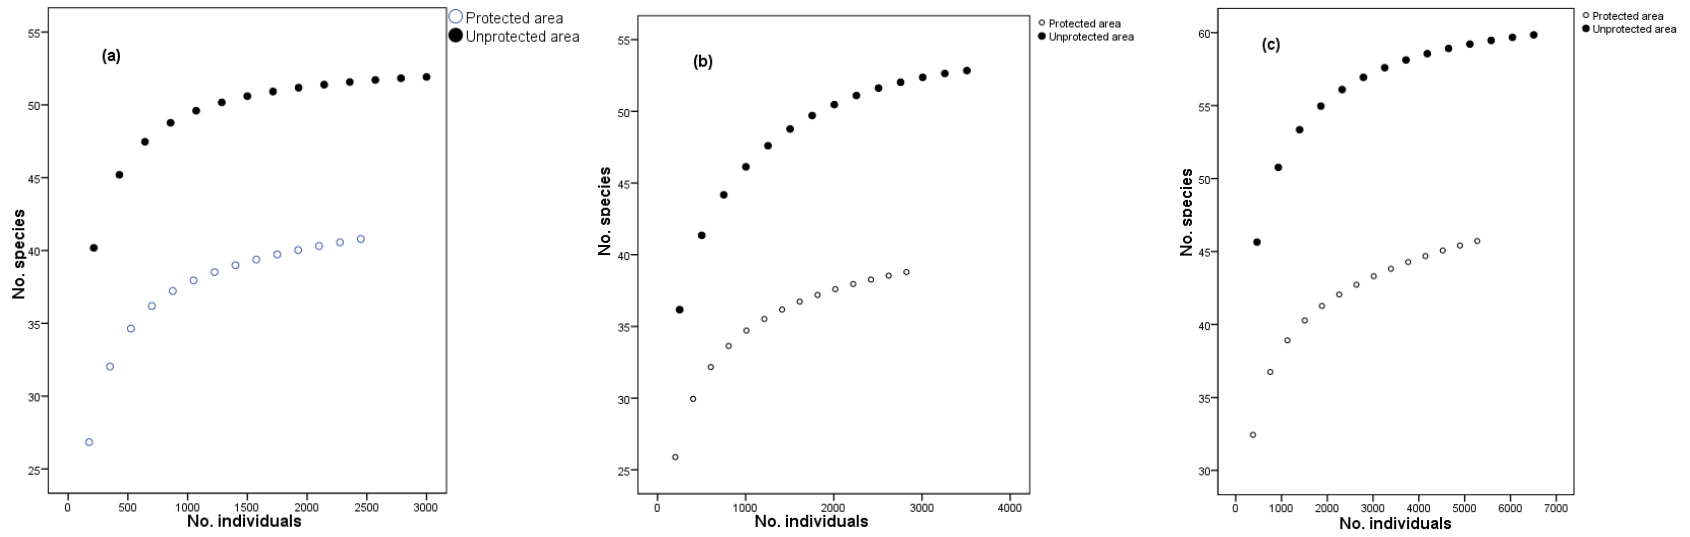 (a)
Protected area
Unprotected area
No. species
55
50
45
40
35
30
25
0 500 1000 1500 2000 2500 3000
No. individuals
(b)
Protected area
Unprotected area
No. species
55
50
45
40
35
30
25
0 1000 2000 3000 4000
No. individuals
(c)
Protected area
Unprotected area
No. species
60
55
50
45
40
35
30
0 1000 2000 3000 4000 5000 6000 7000
No. individuals